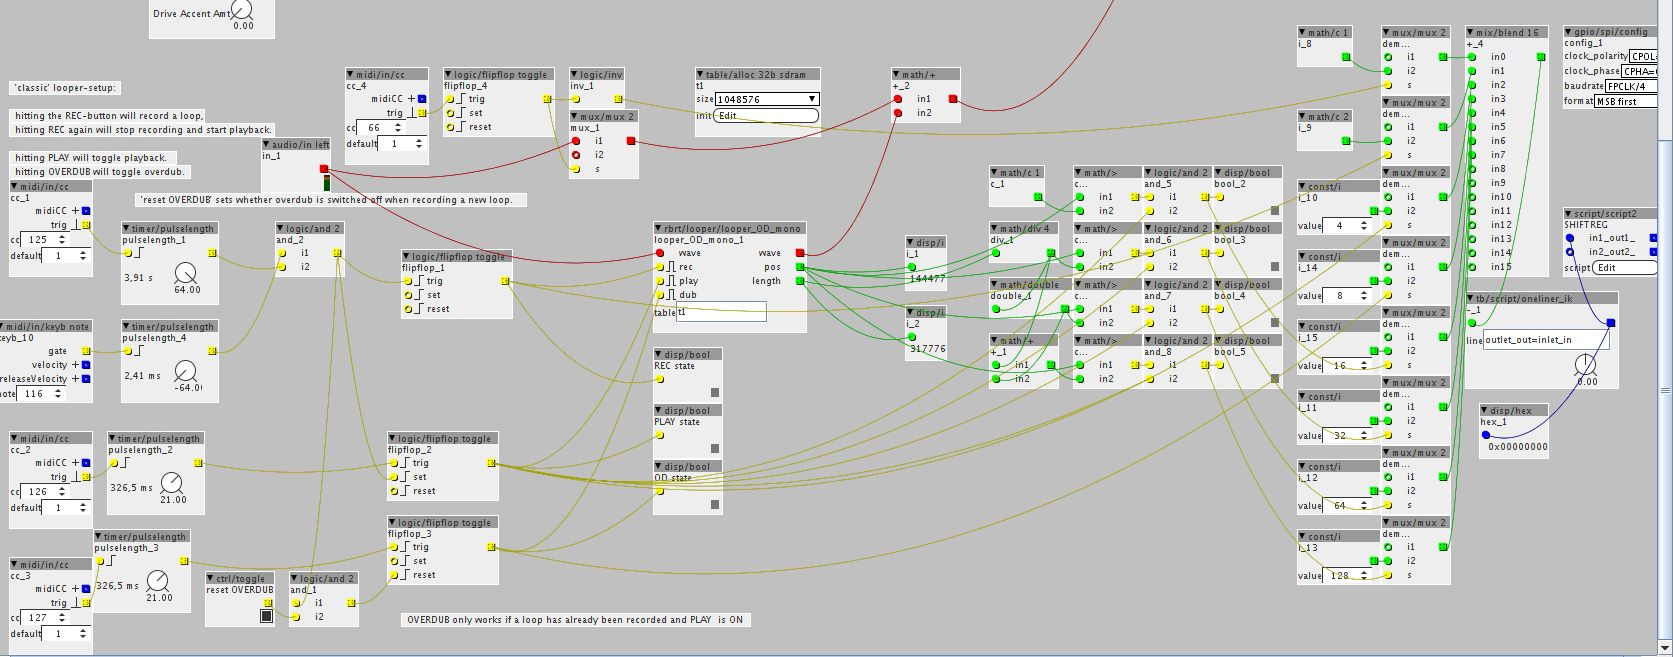 Drive Accent Amt
0.00
'classic' looper-setup:
hitting the REC-button will record a loop,
hitting REC again will stop recording and start playback.
hitting PLAY will toggle playback.
hitting OVERDUB will toggle overdub.
'reset OVERDUB' sets whether overdub is switched off when recording a new loop.
audio/in left
in_1
midi/in/cc
cc_4
midiCC
trig
cc 66
default 1
logic/flipflop toggle
flipflop_4
trig
set
reset
logic/inv
inv_1
mux/mux 2
mux_1
i1
i2
s
table/alloc 32b sdram
t1
size 1048576
init Edit
math/+
+_2
in1
in2
midi/in/cc
cc_1
midiCC
trig
cc 125
default 1
timer/pulselength
pulselength_1
3,91 s
64.00
logic/and 2
and_2
i1
i2
logic/flipflop toggle
flipflop_1
trig
set
reset
midi/in/keyb note
keyb_10
gate
velocity
releaseVelocity
note 116
timer/pulselength
pulselength_4
2,41 ms
-64.00
midi/in/cc
cc_2
midiCC
trig
cc 126
default 1
timer/pulselength
pulselength_2
326,5 ms
21.00
logic/flipflop toggle
flipflop_2
trig
set
reset
midi/in/cc
cc_3
midiCC
trig
cc 127
default 1
timer/pulselength
pulselength_3
326,5 ms
21.00
ctrl/toggle
reset OVERDUB
logic/and 2
and_1
i1
i2
logic/flipflop toggle
flipflop_3
trig
set
reset
OVERDUB only works if a loop has already been recorded and PLAY is ON
rbrt/looper/looper_OD_mono
looper_OD_mono_1
wave wave
rec pos
play length
dub
table t1
disp/bool
REC state
disp/bool
PLAY state
disp/bool
OD state
disp/i
i_1
144477
disp/i
i_2
317776
math/c 1
c_1
math/div 4
div_1
math/double
double_1
math/+
+_1
in1
in2
math/>
c...
in1
in2
math/>
c...
in1
in2
math/>
c...
in1
in2
math/>
c...
in1
in2
logic/and 2
and_5
i1
i2
logic/and 2
and_6
i1
i2
logic/and 2
and_7
i1
i2
logic/and 2
and_8
i1
i2
disp/bool
bool_2
disp/bool
bool_3
disp/bool
bool_4
disp/bool
bool_5
math/c 1
i_8
math/c 2
i_9
const/i
i_10
value 4
const/i
i_14
value 8
const/i
i_15
value 16
const/i
i_11
value 32
const/i
i_12
value 64
const/i
i_13
value 128
mux/mux 2
dem...
i1
i2
s
mux/mux 2
dem...
i1
i2
s
mux/mux 2
dem...
i1
i2
s
mux/mux 2
dem...
i1
i2
s
mux/mux 2
dem...
i1
i2
s
mux/mux 2
dem...
i1
i2
s
mux/mux 2
dem...
i1
i2
s
mux/mux 2
dem...
i1
i2
s
mix/blend 16
+_4
in0
in1
in2
in3
in4
in5
in6
in7
in8
in9
in10
in11
in12
in13
in14
in15
gpio/spi/config
config_1
clock_polarity CPOL=
clock_phase CPHA=
baudrate FPCLK/4
format MSB first
script/script2
SHIFTREG
in1_out1_
in2_out2_
script Edit
tb/script/oneliner_ik
-_1
line outlet_out=inlet_in
0.00
disp/hex
hex_1
0x00000000